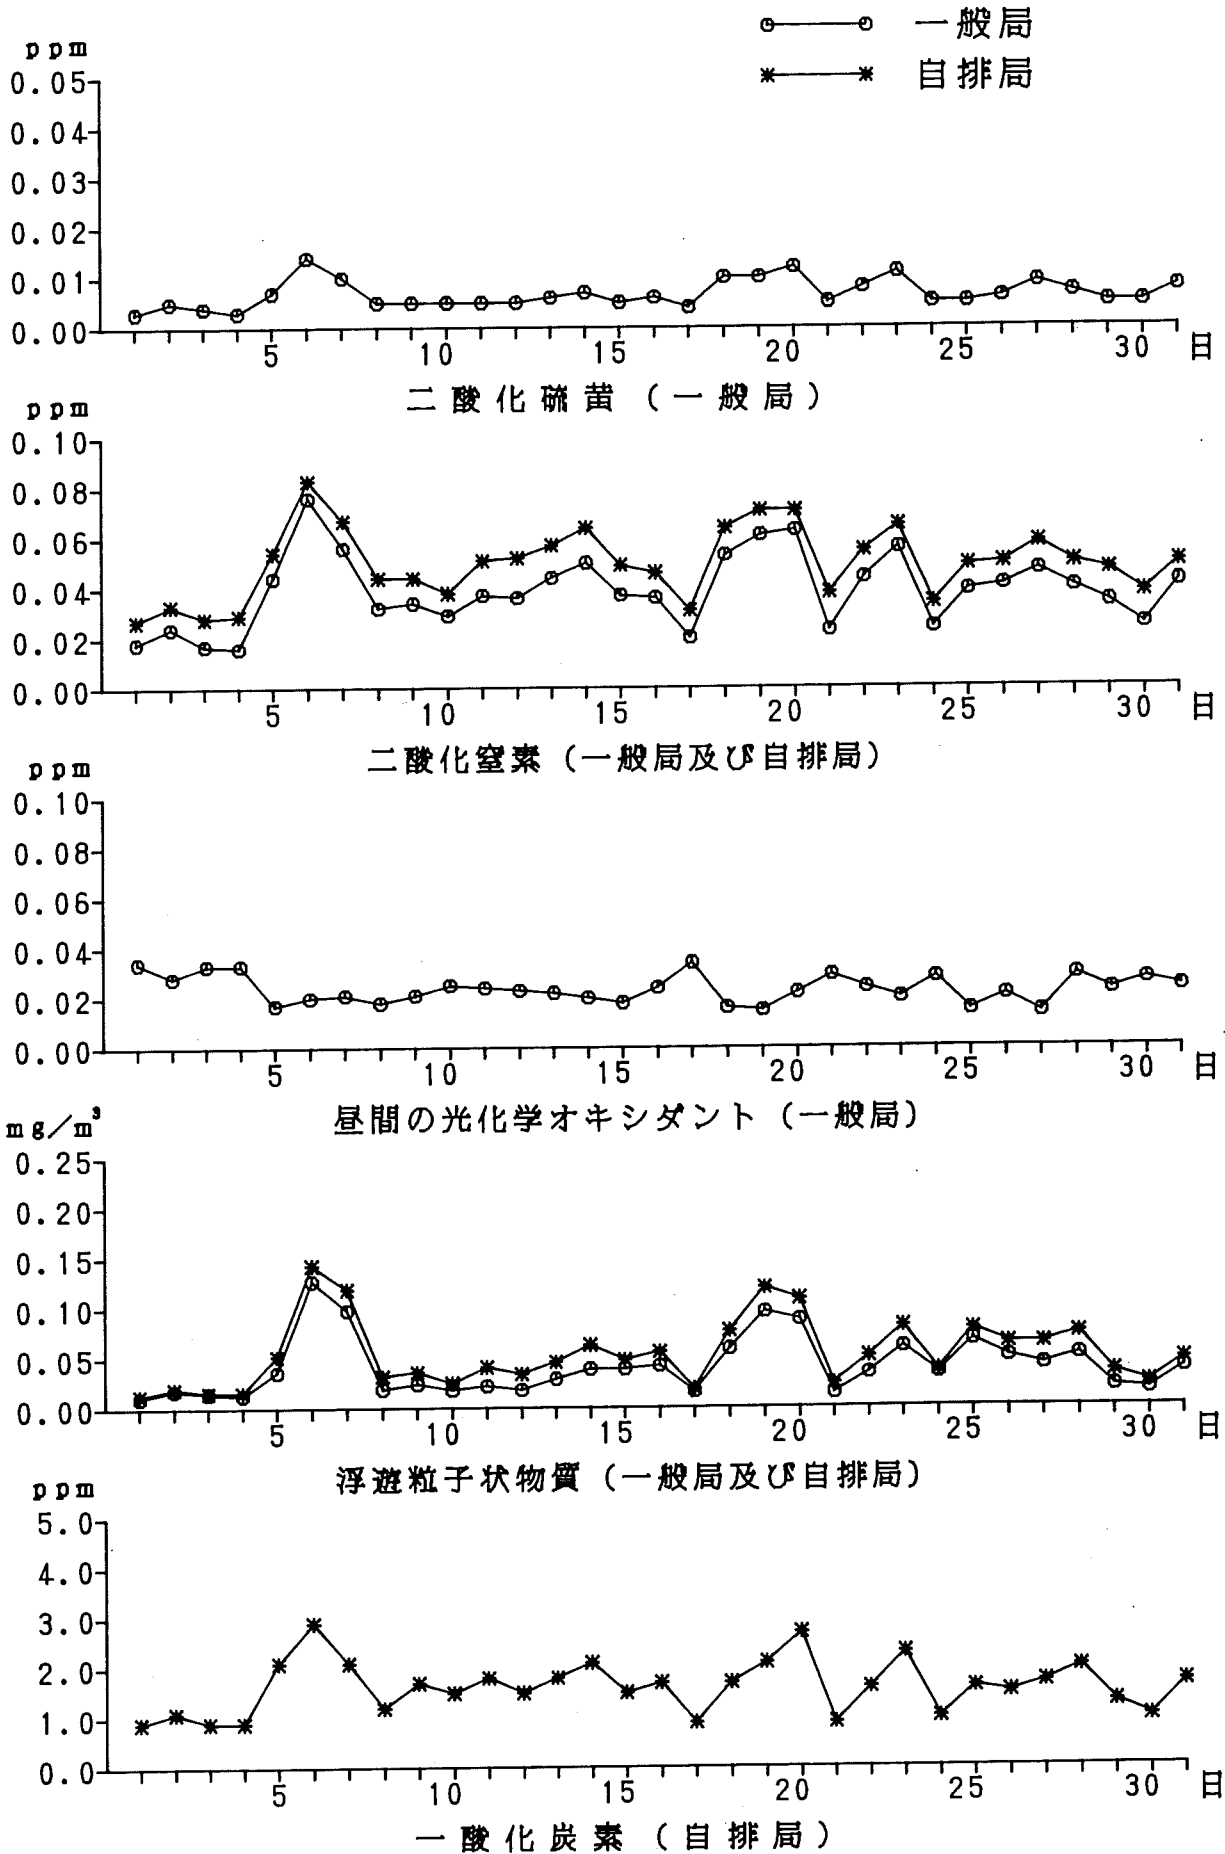 一般局
自排局
ppm
0.05
0.04
0.03
0.02
0.01
0.00
5 10 15 20 25 30 日
二酸化硫黄(一般局)
ppm
0.10
0.08
0.06
0.04
0.02
0.00
5 10 15 20 25 30 日
二酸化窒素(一般局及び自排局)
ppm
0.10
0.08
0.06
0.04
0.02
0.00
5 10 15 20 25 30 日
昼間の光化学オキシダント(一般局)
mg/m³
0.25
0.20
0.15
0.10
0.05
0.00
5 10 15 20 25 30 日
浮遊粒子状物質(一般局及び自排局)
ppm
5.0
4.0
3.0
2.0
1.0
0.0
5 10 15 20 25 30 日
一酸化炭素(自排局)